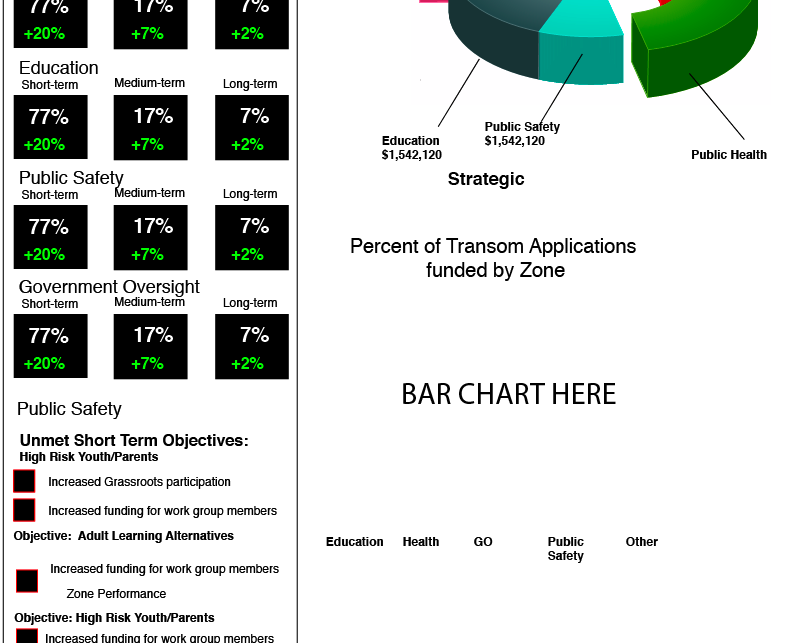 77% 17% 7%
+20% +7% +2%
Education
Short-term Medium-term Long-term
77% 17% 7%
+20% +7% +2%
Public Safety
Short-term Medium-term Long-term
77% 17% 7%
+20% +7% +2%
Government Oversight
Short-term Medium-term Long-term
77% 17% 7%
+20% +7% +2%
Public Safety
Unmet Short Term Objectives:
High Risk Youth/Parents
Increased Grassroots participation
Increased funding for work group members
Objective: Adult Learning Alternatives
Increased funding for work group members
Zone Performance
Objective: High Risk Youth/Parents
Increased funding for work group members
Education
$1,542,120
Public Safety
$1,542,120
Public Health
Strategic
Percent of Transom Applications
funded by Zone
BAR CHART HERE
Education Health GO Public Other
Safety